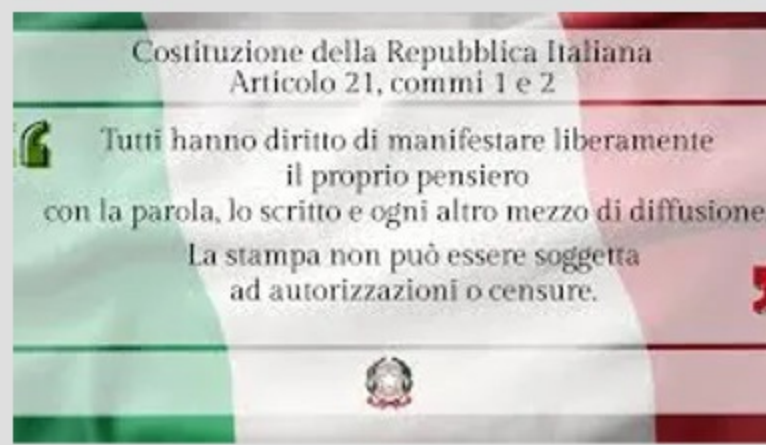 Costituzione della Repubblica Italiana
Articolo 21, commi 1 e 2
Tutti hanno diritto di manifestare liberamente
il proprio pensiero
con la parola, lo scritto e ogni altro mezzo di diffusione
La stampa non può essere soggetta
ad autorizzazioni o censure.